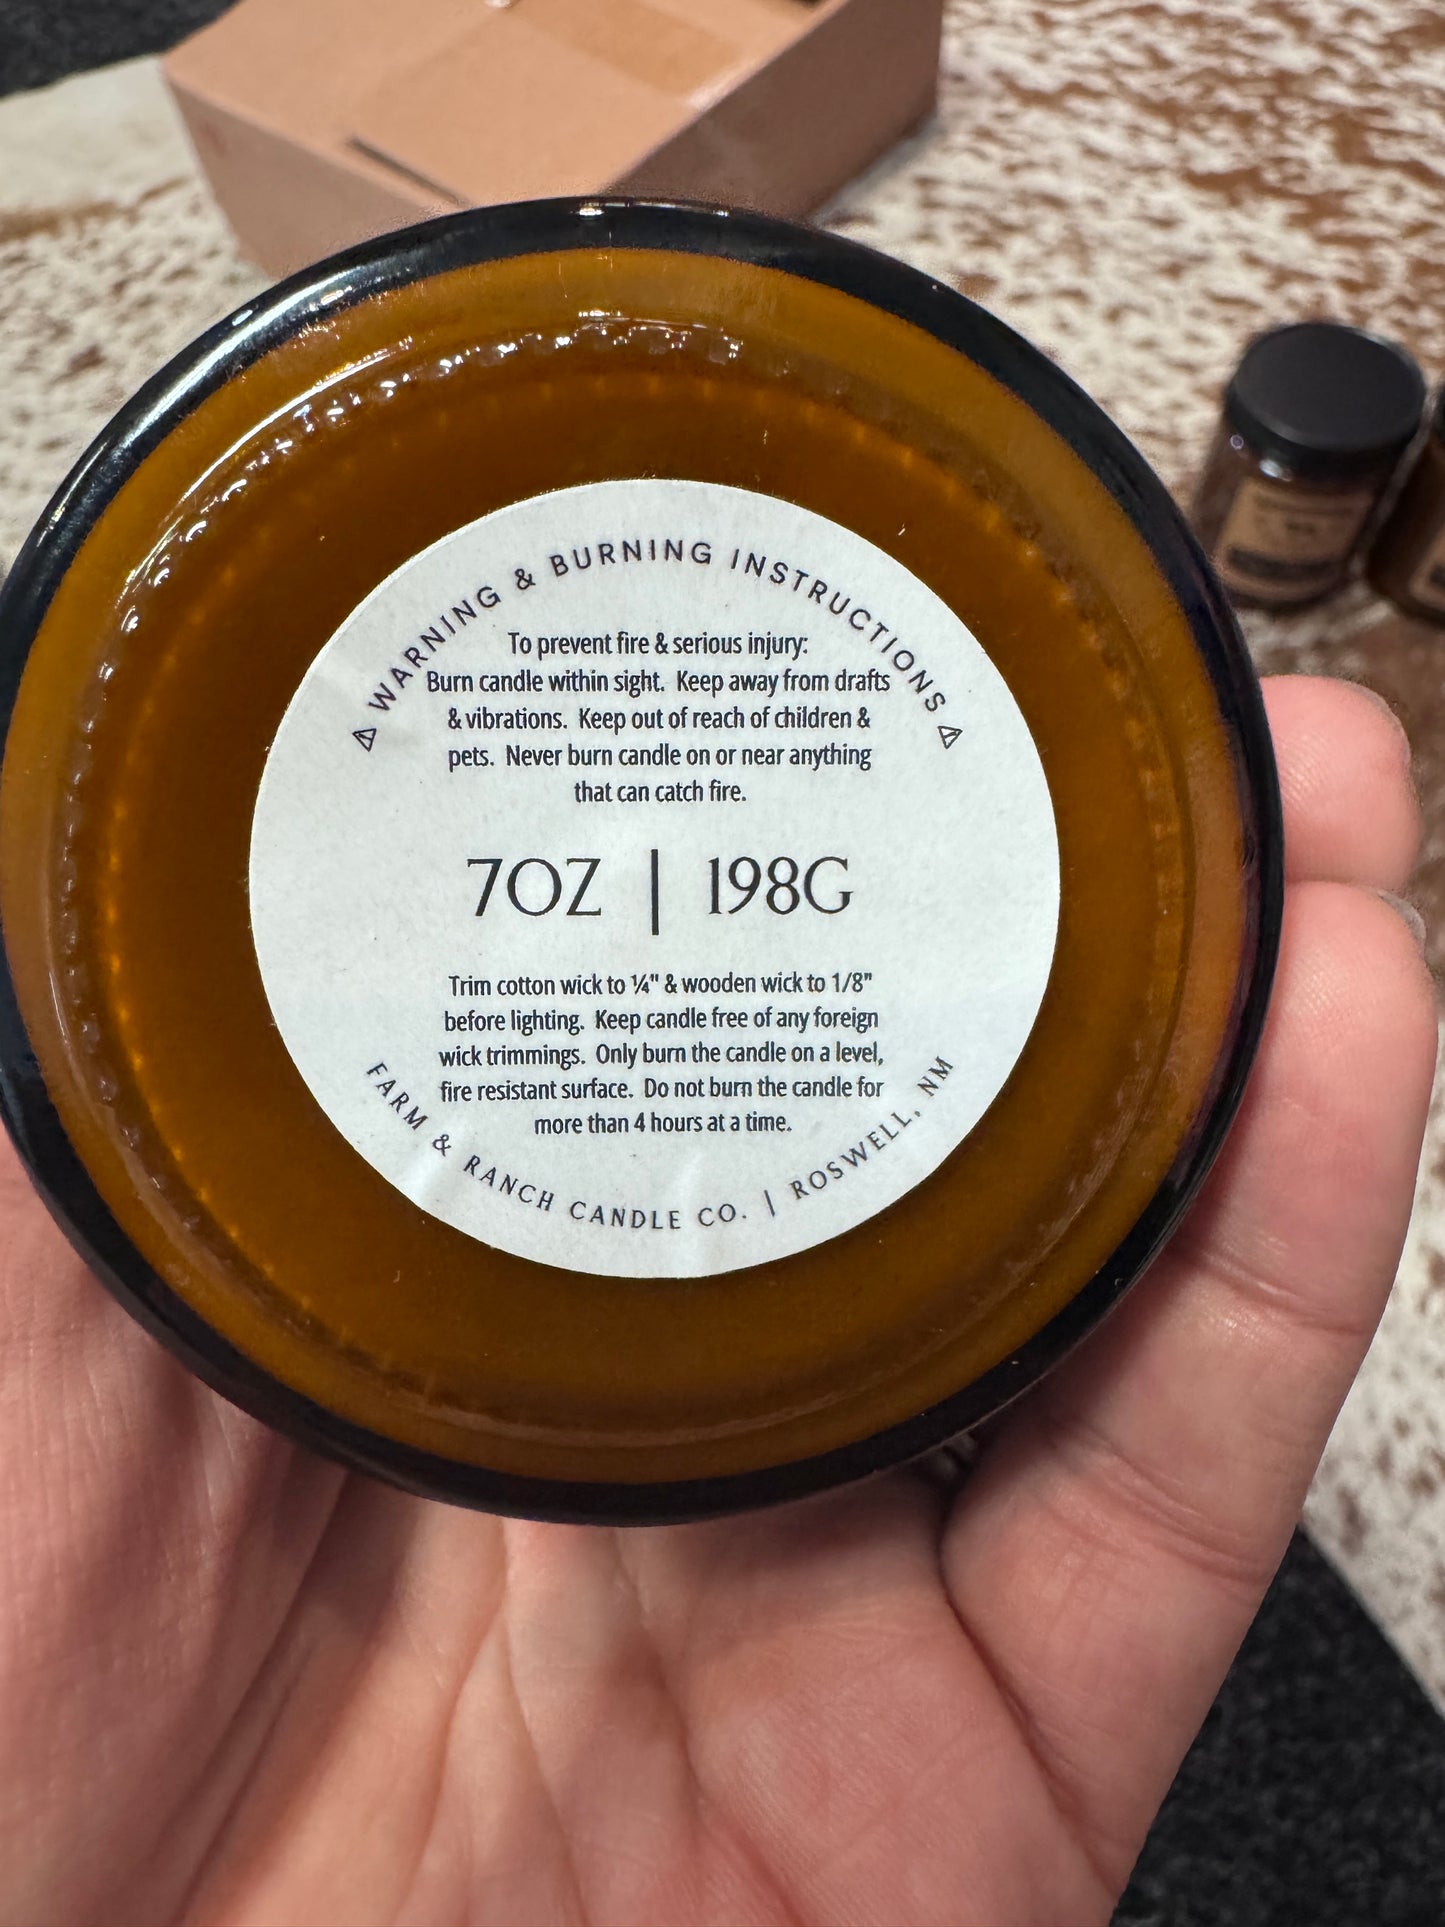 WARNING & BURNING INSTRUCTIONS
To prevent fire & serious injury:
Burn candle within sight. Keep away from drafts
& vibrations. Keep out of reach of children &
pets. Never burn candle on or near anything
that can catch fire.
7OZ | 198G
Trim cotton wick to ¼" & wooden wick to 1/8"
before lighting. Keep candle free of any foreign
wick trimmings. Only burn the candle on a level,
fire resistant surface. Do not burn the candle for
more than 4 hours at a time.
FARM & RANCH CANDLE CO. | ROSWELL, NM